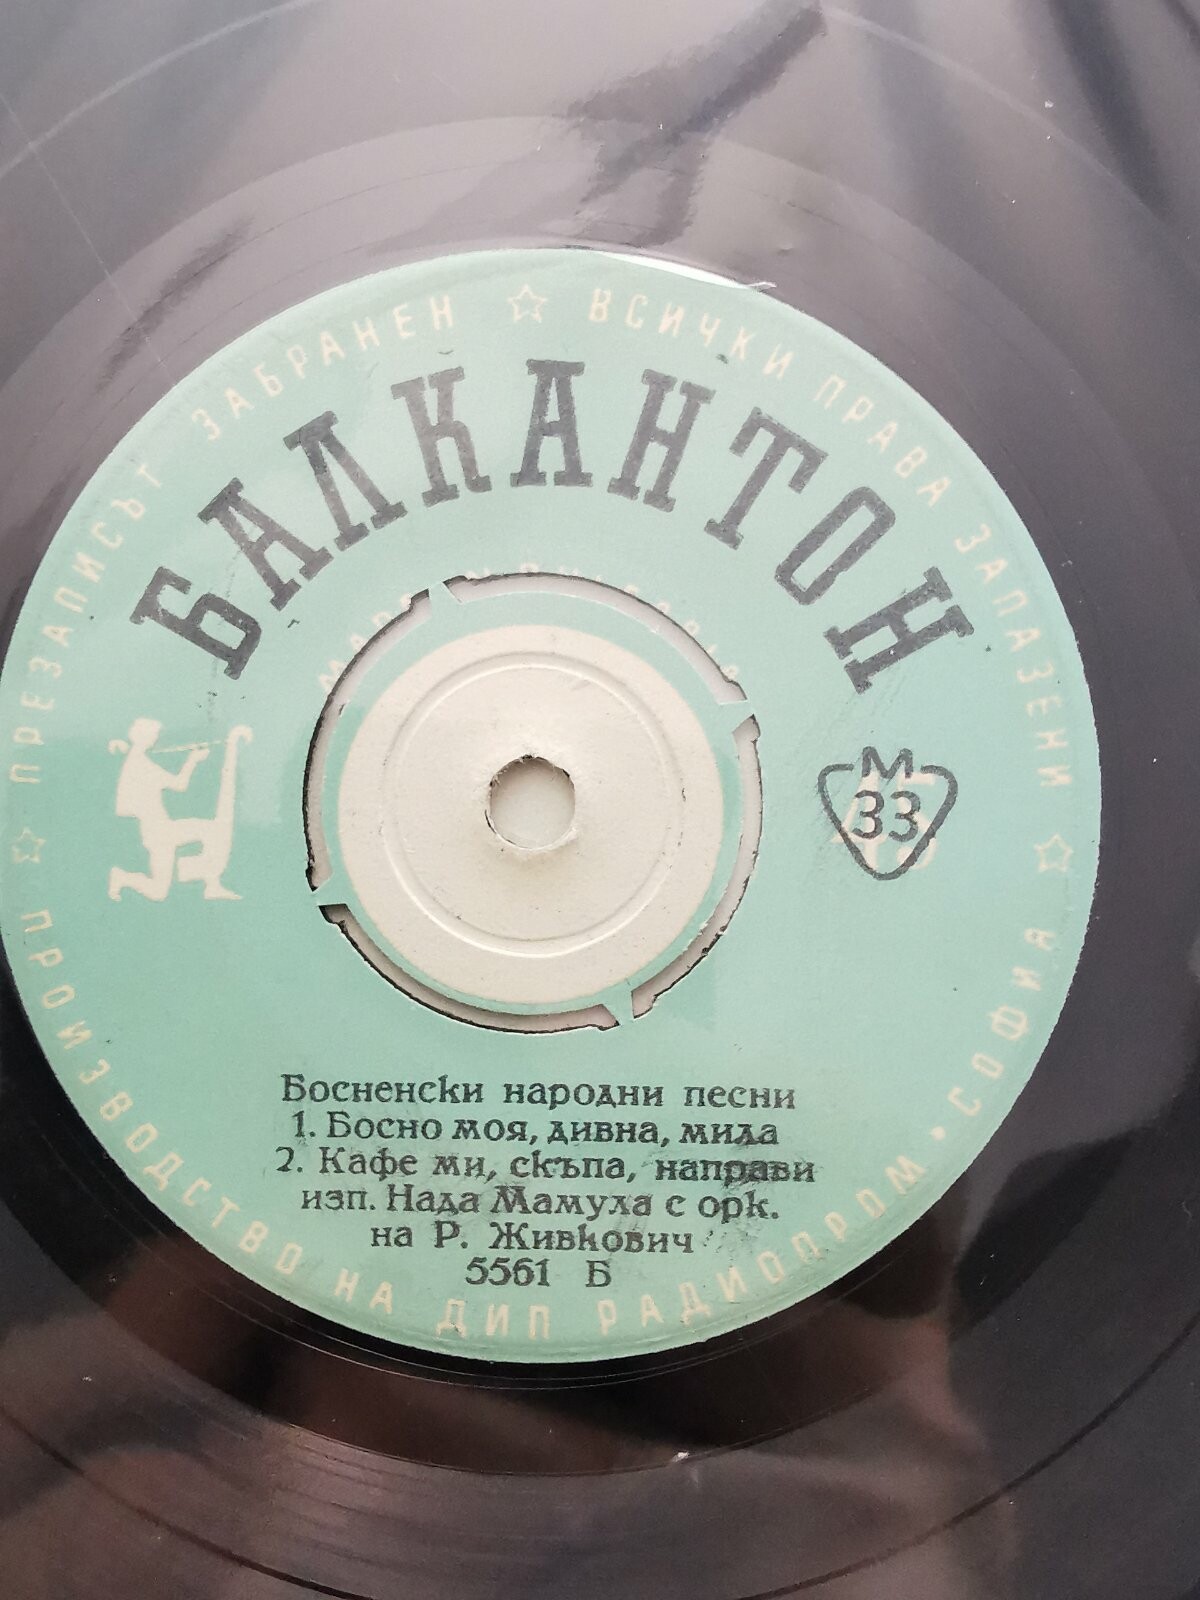 ПРЕЗАПИСЪТ ЗАБРАНЕН ☆ ВСИЧКИ ПРАВА ЗАПАЗЕНИ ☆
БАЛКАНТОН
M
33
Босненски народни песни
1. Босно моя, дивна, мила
2. Кафе ми, скъпа, направи
изп. Нада Мамула с орк.
на Р. Живкович
5561 Б
☆ ПРОИЗВОДСТВО НА ДИП РАДИОПРОМ • СОФИЯ